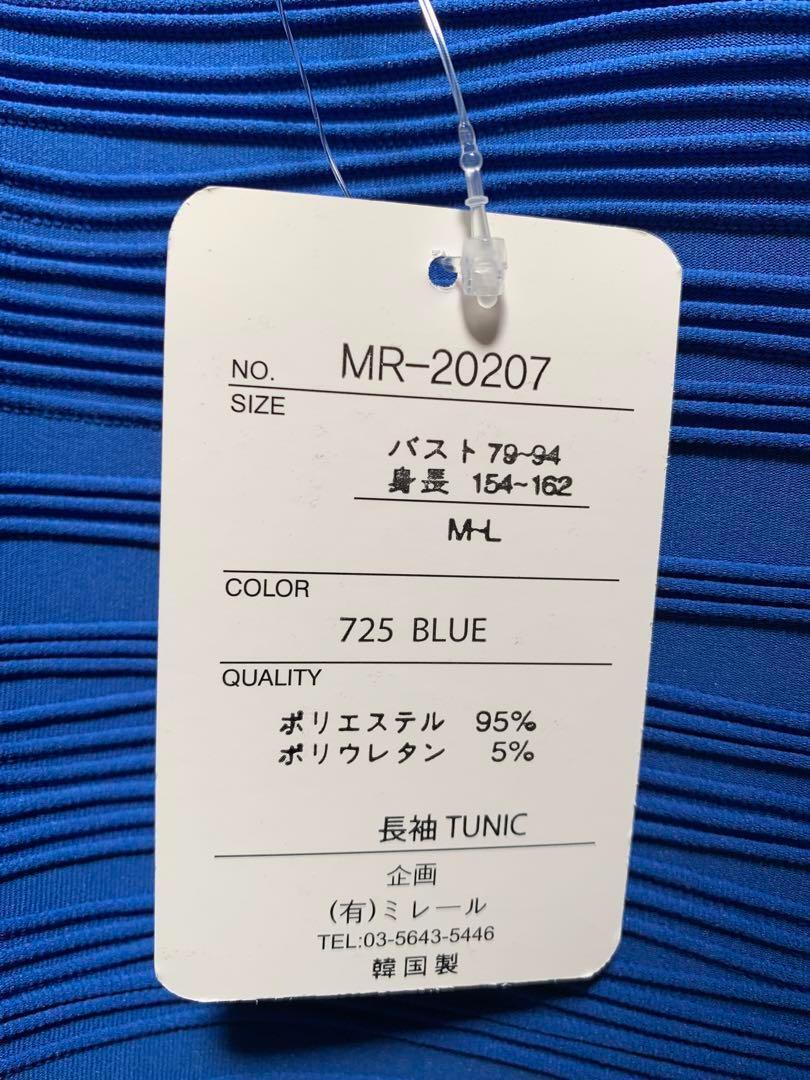 NO. MR-20207
SIZE
バスト 79~94
身長 154~162
M-L
COLOR
725 BLUE
QUALITY
ポリエステル 95%
ポリウレタン 5%
長袖 TUNIC
企画
(有)ミレール
TEL:03-5643-5446
韓国製